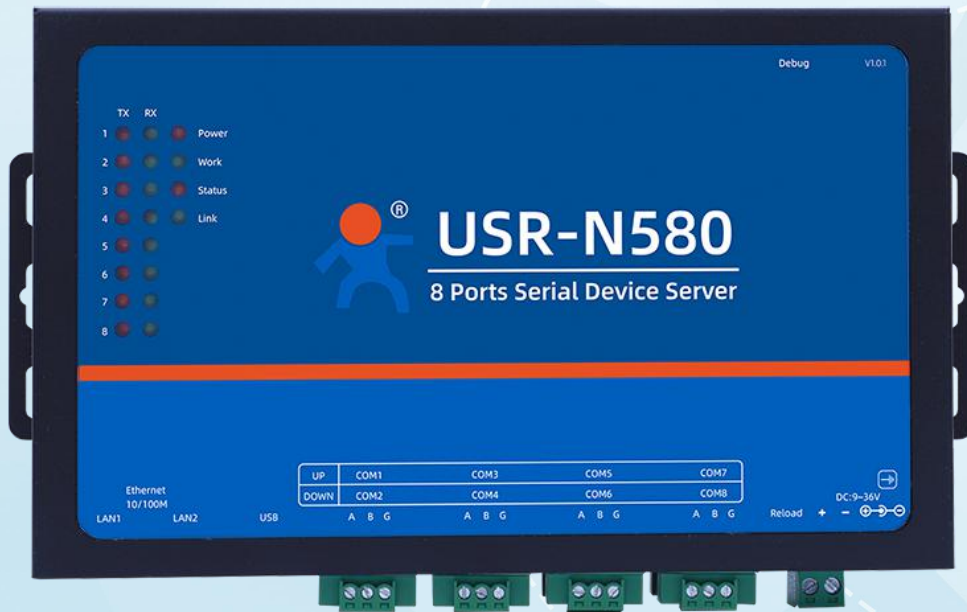 Debug V1.0.1
TX RX
1 Power
2 Work
3 Status
4 Link
5
6
7
8
®
USR-N580
8 Ports Serial Device Server
UP COM1 COM3 COM5 COM7
DOWN COM2 COM4 COM6 COM8
Ethernet
10/100M
DC:9~36V
LAN1 LAN2 USB A B G A B G A B G A B G Reload + −